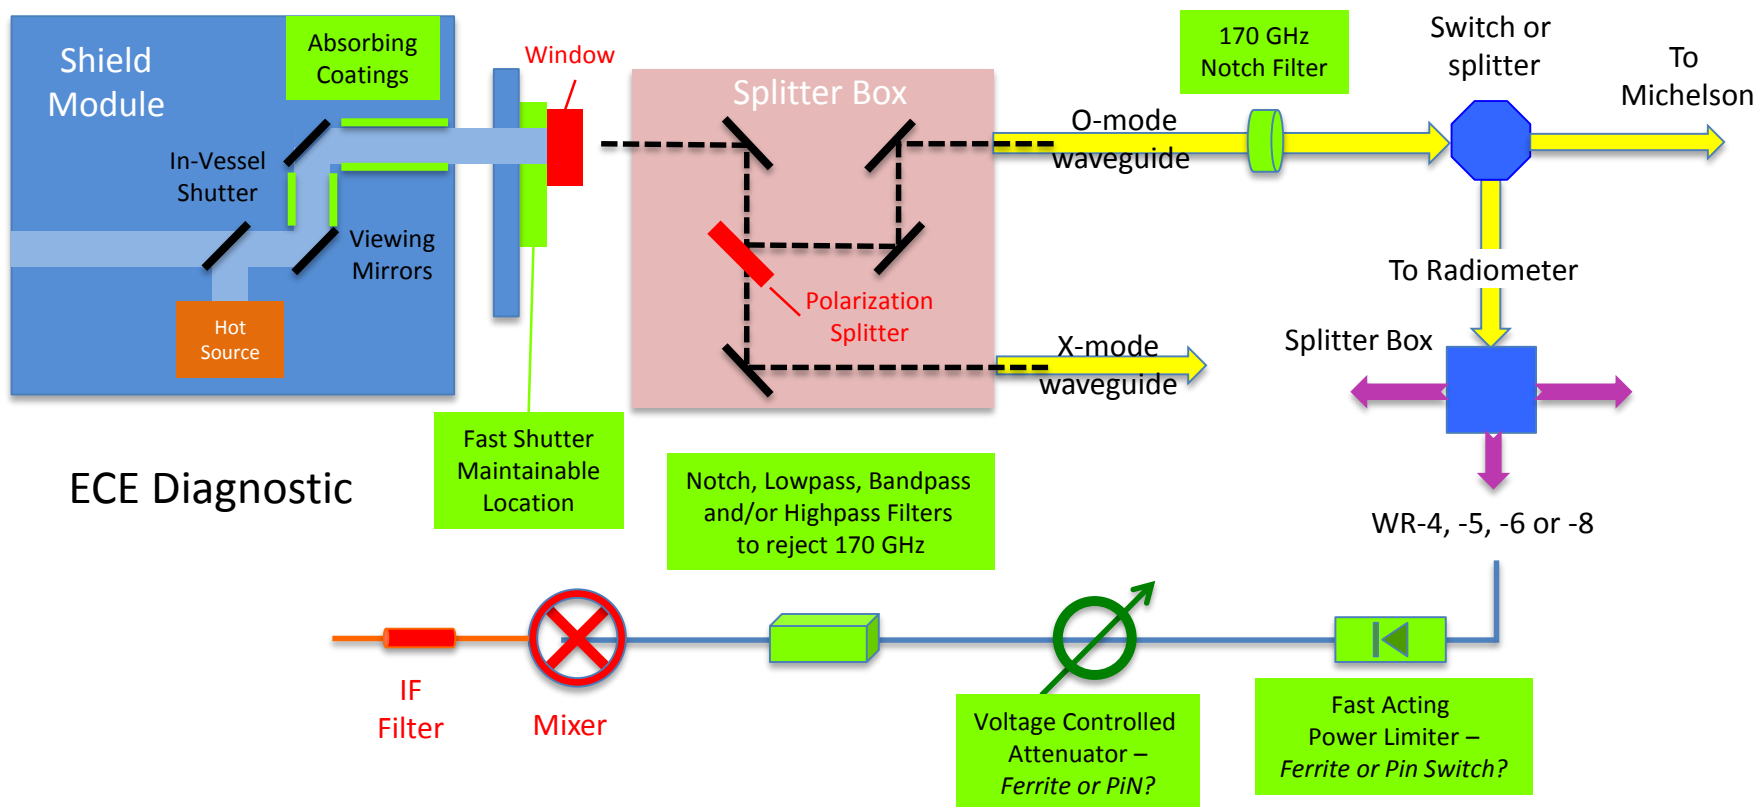 Shield
Module
Absorbing
Coatings
In-Vessel
Shutter
Viewing
Mirrors
Hot
Source
Window
Fast Shutter
Maintainable
Location
Splitter Box
Polarization
Splitter
O-mode
waveguide
X-mode
waveguide
170 GHz
Notch Filter
Switch or
splitter
To
Michelson
To Radiometer
Splitter Box
WR-4, -5, -6 or -8
ECE Diagnostic
Notch, Lowpass, Bandpass
and/or Highpass Filters
to reject 170 GHz
IF
Filter
Mixer
Voltage Controlled
Attenuator –
Ferrite or PiN?
Fast Acting
Power Limiter –
Ferrite or Pin Switch?